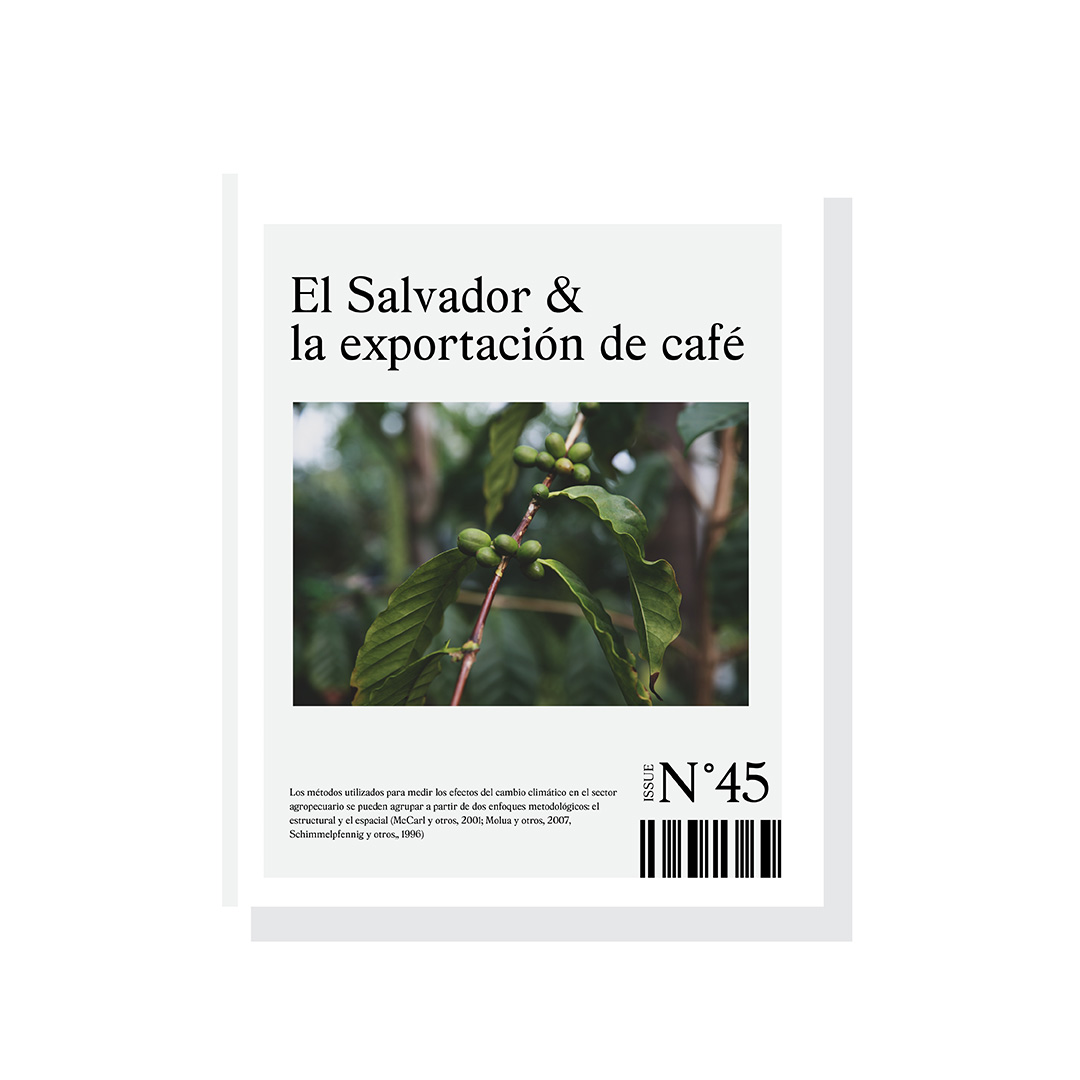 El Salvador &
la exportación de café
ISSUE
N°45
Los métodos utilizados para medir los efectos del cambio climático en el sector
agropecuario se pueden agrupar a partir de dos enfoques metodológicos: el
estructural y el espacial (McCarl y otros, 2001; Molua y otros, 2007,
Schimmelpfennig y otros,, 1996)